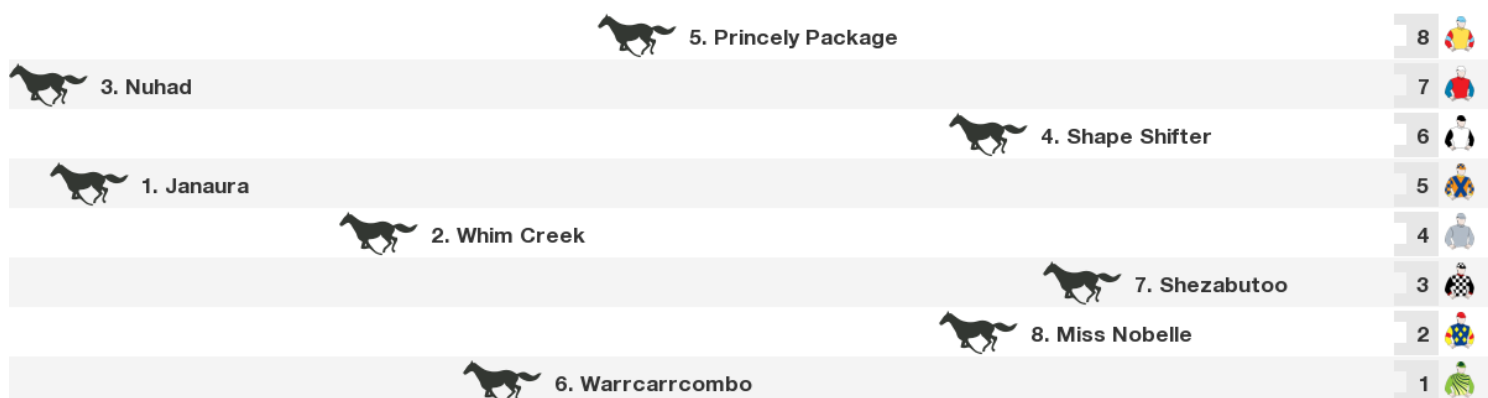 5. Princely Package 8
3. Nuhad 7
4. Shape Shifter 6
1. Janaura 5
2. Whim Creek 4
7. Shezabutoo 3
8. Miss Nobelle 2
6. Warrcarrcombo 1